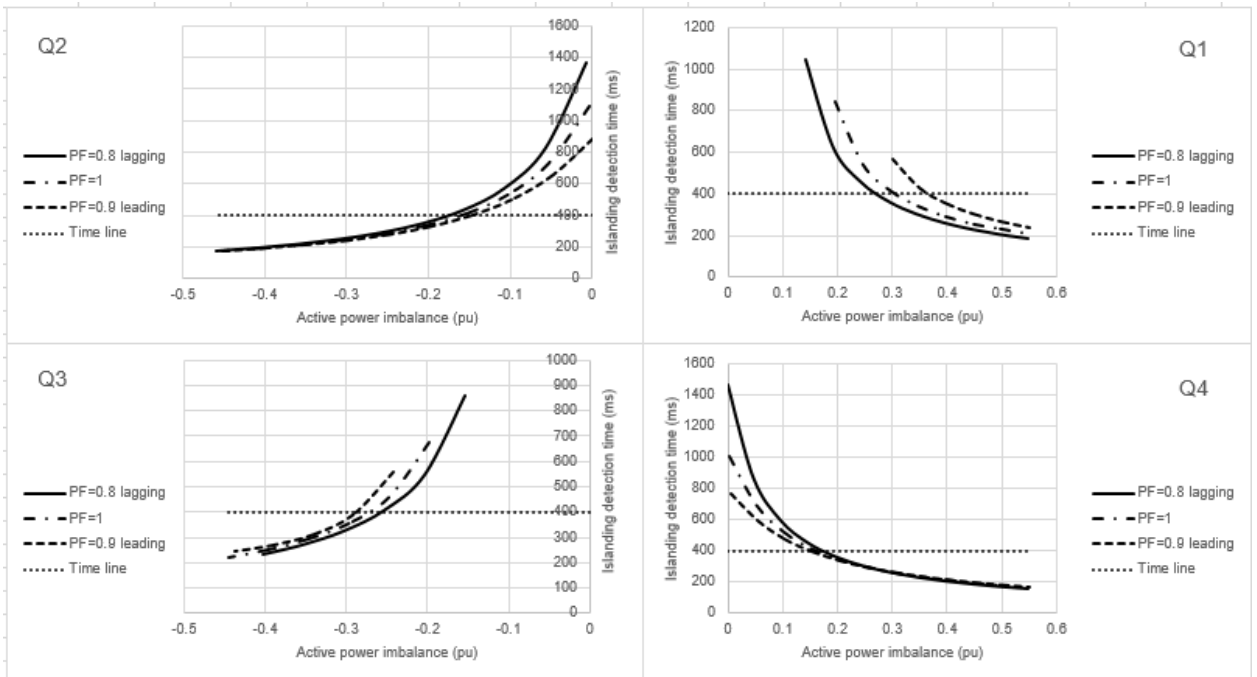 Q2
1600
1400
1200
1000
800
600
400
200
0
-0.5
-0.4
-0.3
-0.2
-0.1
0
Active power imbalance (pu)
Islanding detection time (ms)
PF=0.8 lagging
PF=1
PF=0.9 leading
Time line
Q1
1200
1000
800
600
400
200
0
0
0.1
0.2
0.3
0.4
0.5
0.6
Active power imbalance (pu)
Islanding detection time (ms)
PF=0.8 lagging
PF=1
PF=0.9 leading
Time line
Q3
1000
900
800
700
600
500
400
300
200
100
0
-0.5
-0.4
-0.3
-0.2
-0.1
0
Active power imbalance (pu)
Islanding detection time (ms)
PF=0.8 lagging
PF=1
PF=0.9 leading
Time line
Q4
1600
1400
1200
1000
800
600
400
200
0
0
0.1
0.2
0.3
0.4
0.5
0.6
Active power imbalance (pu)
Islanding detection time (ms)
PF=0.8 lagging
PF=1
PF=0.9 leading
Time line